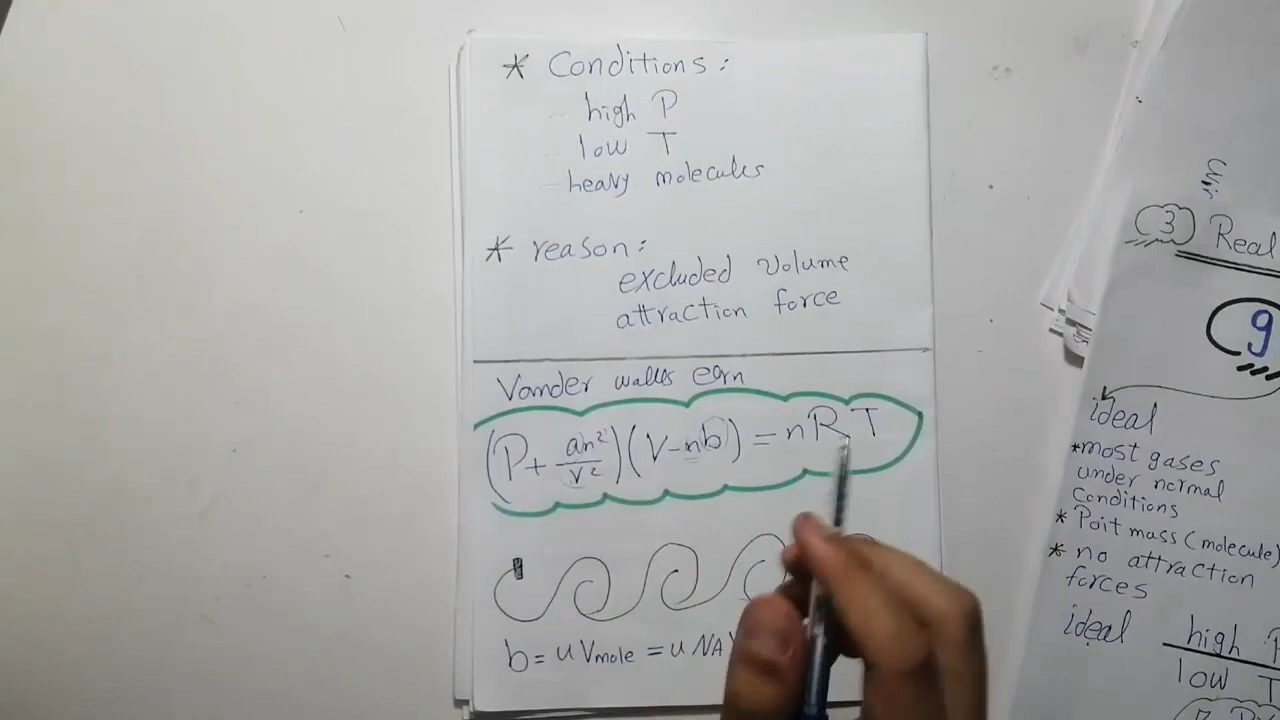 * Conditions:
high P
low T
heavy molecules
* reason:
excluded volume
attraction force
Vander walls
(P + an²/V²)(V - nb) = nRT
b = u Vmole = u NA
3 Real
9
ideal
* most gases
under normal
Conditions
* Poit mass (molecule)
* no attraction
forces
ideal high P
low T